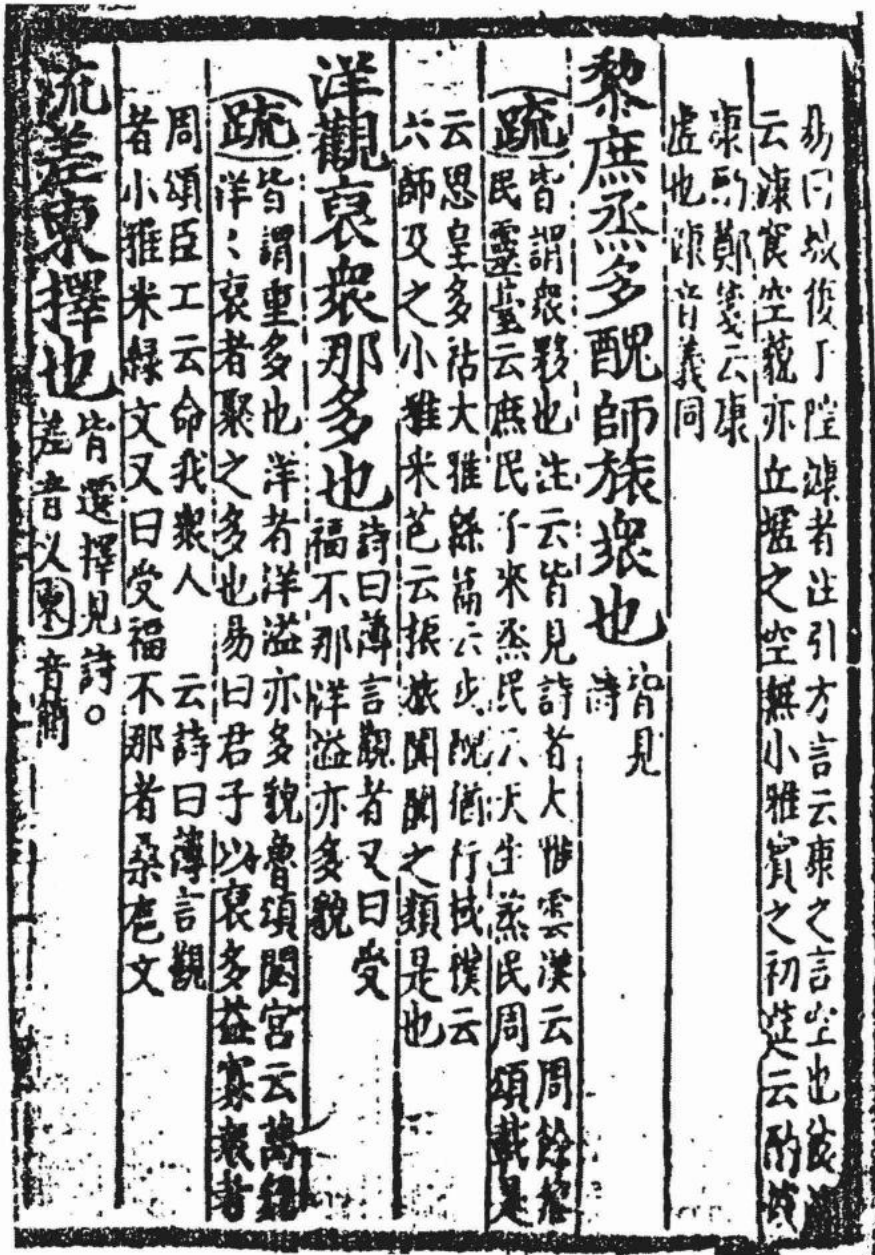 易曰城復于隍漮者注引方言云康之言空也
云漮㝩空貌亦丘墟之空無小雅賓之初筵云酌彼
康爵鄭箋云康
虛也漮音義同
黎庶烝多醜師旅衆也
皆見
詩
疏
皆謂衆夥也注云皆見詩者大雅雲漢云周餘黎
民靈臺云庶民子來烝民云天生烝民周頌載是
云思皇多祜大雅緜篇云戎醜攸行棫樸云
六師及之小雅采芑云振旅闐闐之類是也
洋觀裒衆那多也
詩曰薄言觀者又曰受
福不那洋溢亦多貌
疏
皆謂重多也洋者洋溢亦多貌魯頌閟宮云萬
洋〻裒者聚之多也易曰君子以裒多益寡衆者
周頌臣工云命我衆人 云詩曰薄言觀
者小雅采緑文又曰受福不那者桑扈文
流差柬擇也
皆選擇見詩。
差音乂柬音簡